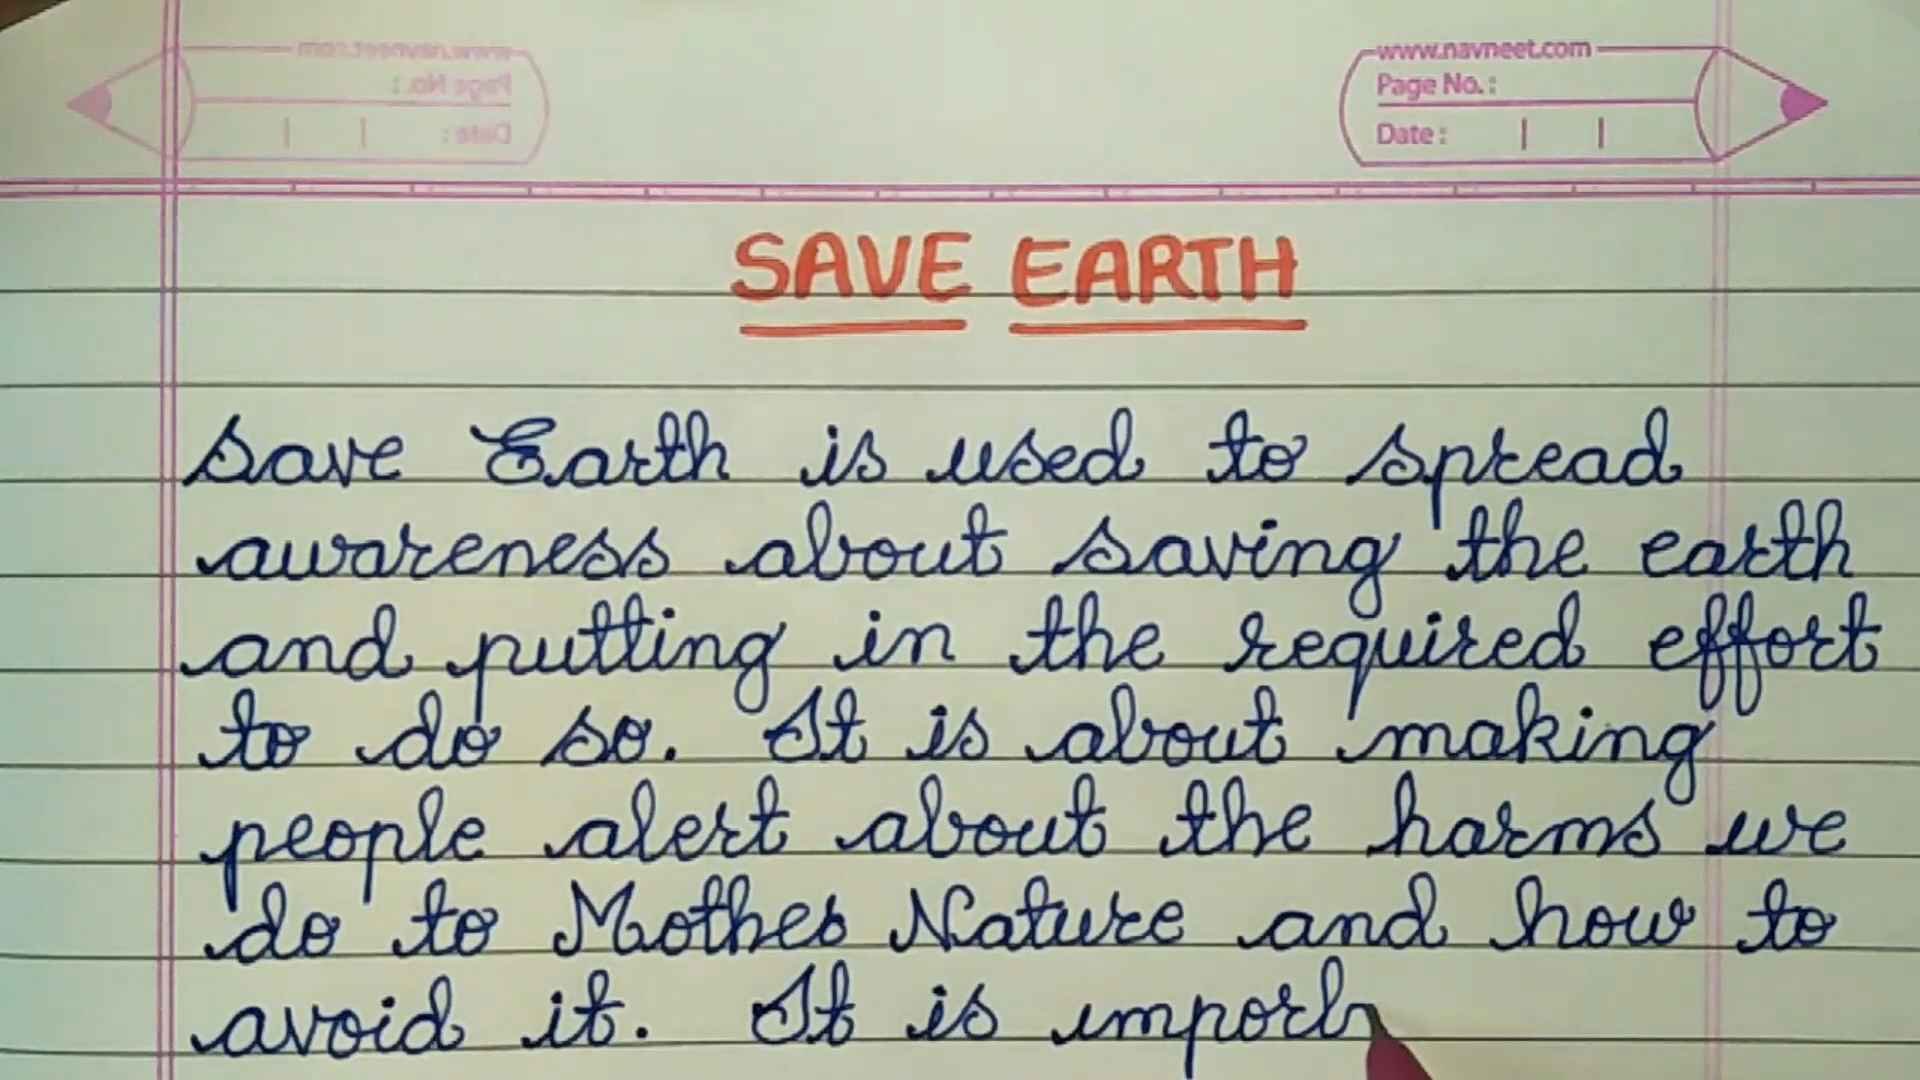 www.navneet.com
Page No.:
Date:
SAVE EARTH
Save Earth is used to spread
awareness about saving the earth
and putting in the required effort
to do so. It is about making
people alert about the harms we
do to Mother Nature and how to
avoid it. It is